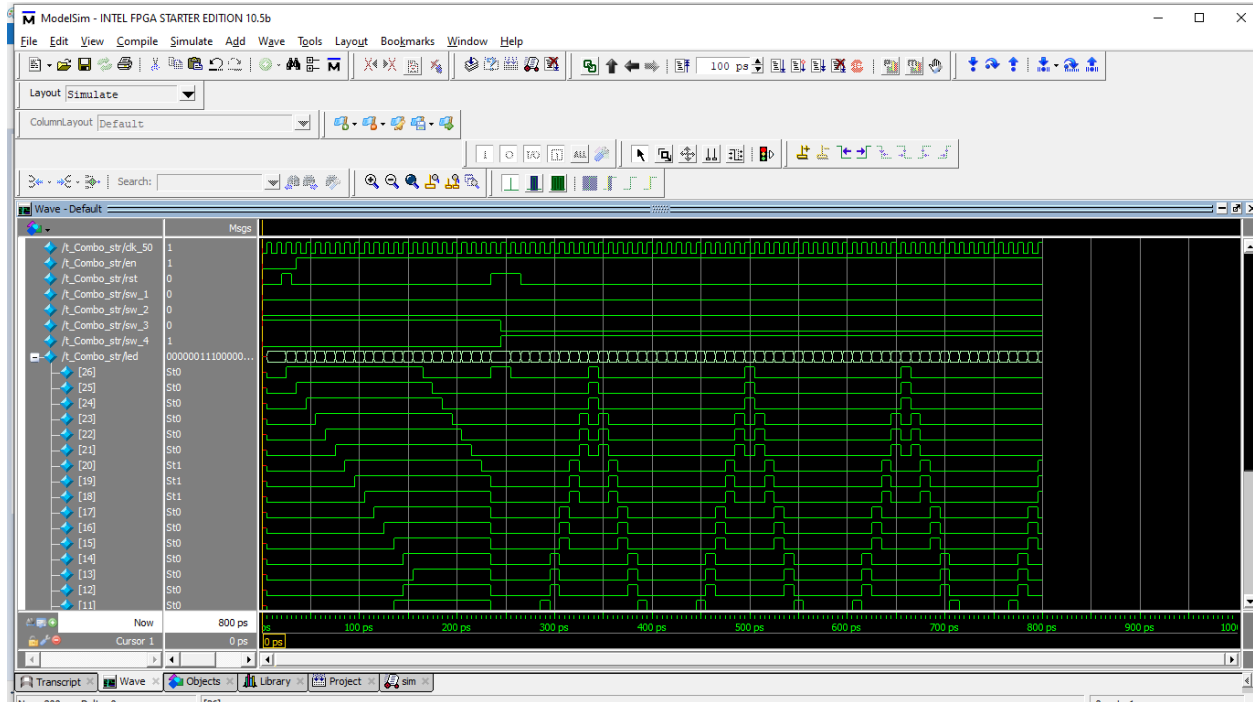 ModelSim - INTEL FPGA STARTER EDITION 10.5b
File Edit View Compile Simulate Add Wave Tools Layout Bookmarks Window Help
100 ps
Layout Simulate
ColumnLayout Default
Search:
Wave - Default
Msgs
/t_Combo_str/clk_50 1
/t_Combo_str/en 1
/t_Combo_str/rst 0
/t_Combo_str/sw_1 0
/t_Combo_str/sw_2 0
/t_Combo_str/sw_3 0
/t_Combo_str/sw_4 1
/t_Combo_str/led 00000011100000...
[26] St0
[25] St0
[24] St0
[23] St0
[22] St0
[21] St0
[20] St1
[19] St1
[18] St1
[17] St0
[16] St0
[15] St0
[14] St0
[13] St0
[12] St0
[11] St0
Now 800 ps ps 100 ps 200 ps 300 ps 400 ps 500 ps 600 ps 700 ps 800 ps 900 ps 100
Cursor 1 0 ps 0 ps
Transcript Wave Objects Library Project sim